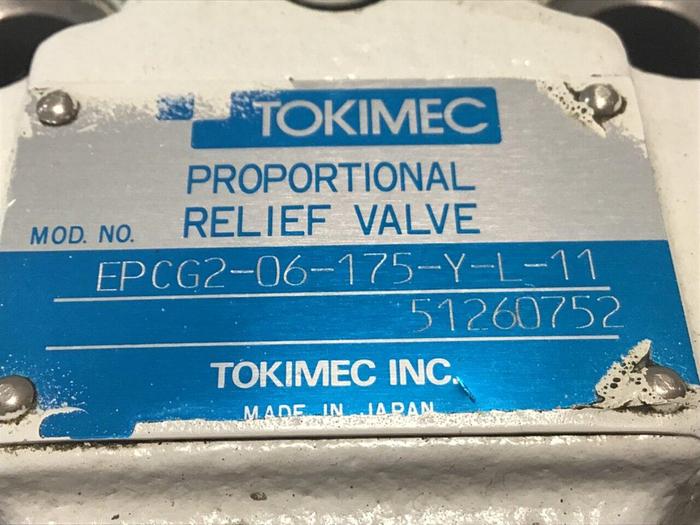 TOKIMEC
PROPORTIONAL
RELIEF VALVE
MOD. NO.
EPCG2-06-175-Y-L-11
51260752
TOKIMEC INC.
MADE IN JAPAN